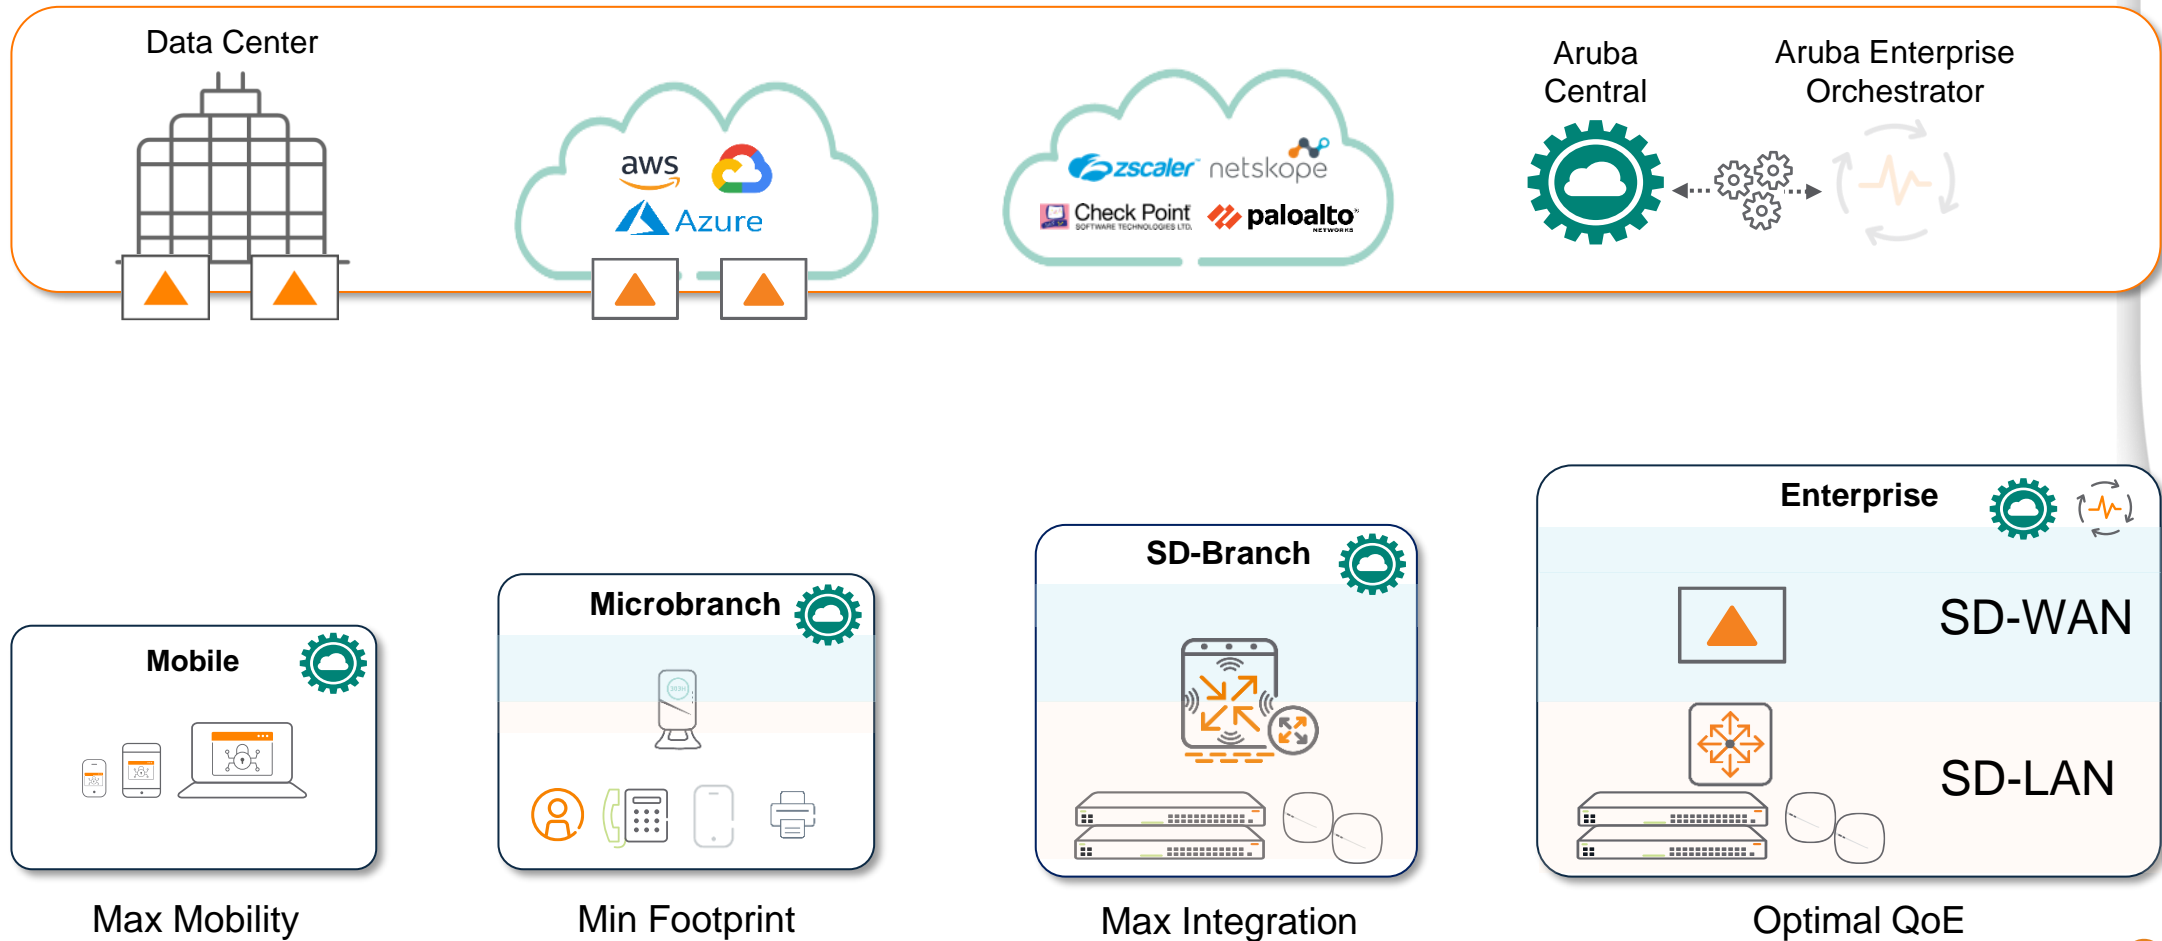 Data Center
Aruba
Central
Aruba Enterprise
Orchestrator
aws
Azure
zscaler
netskope
Check Point
SOFTWARE TECHNOLOGIES LTD.
paloalto
NETWORKS
Mobile
Microbranch
SD-Branch
Enterprise
SD-WAN
SD-LAN
Max Mobility
Min Footprint
Max Integration
Optimal QoE